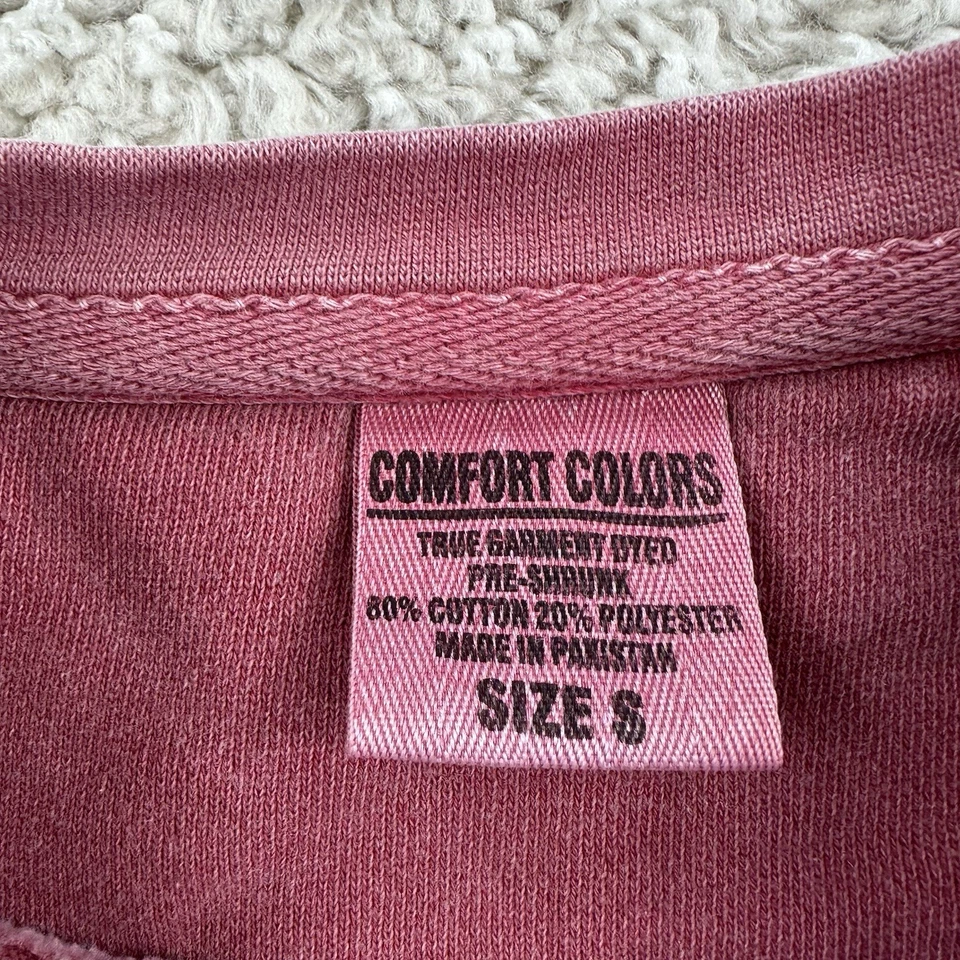 COMFORT COLORS
TRUE GARMENT DYED
PRE-SHRUNK
80% COTTON 20% POLYESTER
MADE IN PAKISTAN
SIZE S